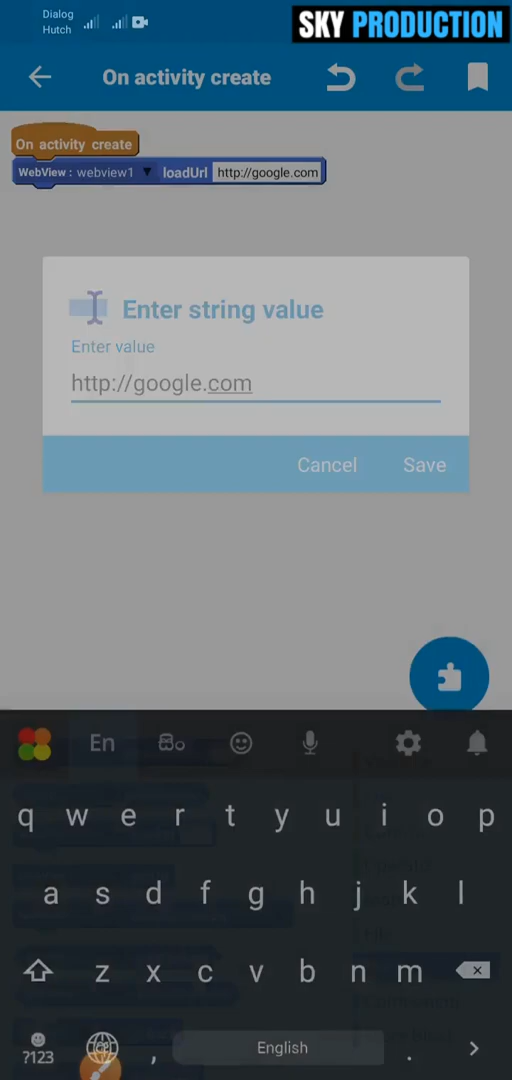 Dialog
Hutch
SKY PRODUCTION
On activity create
On activity create
WebView : webview1 loadUrl http://google.com
Enter string value
Enter value
http://google.com
Cancel Save
En සිං
q w e r t y u i o p
a s d f g h j k l
z x c v b n m
?123 , English .